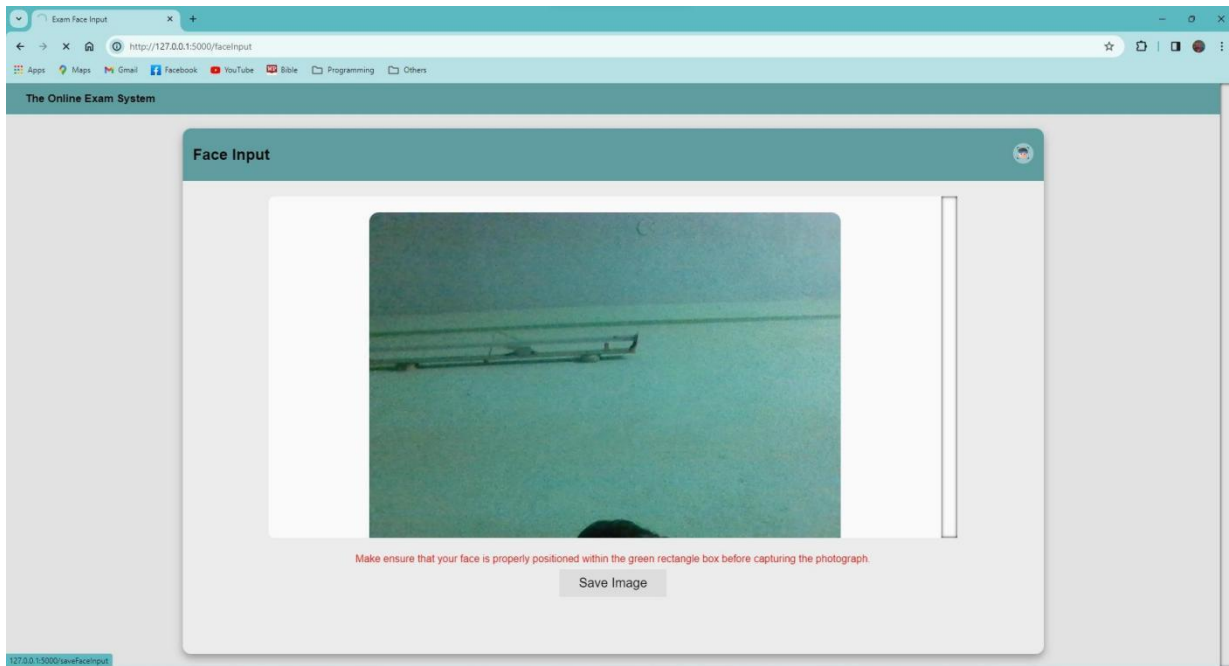 Exam Face Input
http://127.0.0.1:5000/faceInput
Apps Maps Gmail Facebook YouTube Bible Programming Others
The Online Exam System
Face Input
Make ensure that your face is properly positioned within the green rectangle box before capturing the photograph.
Save Image
127.0.0.1:5000/saveFaceInput